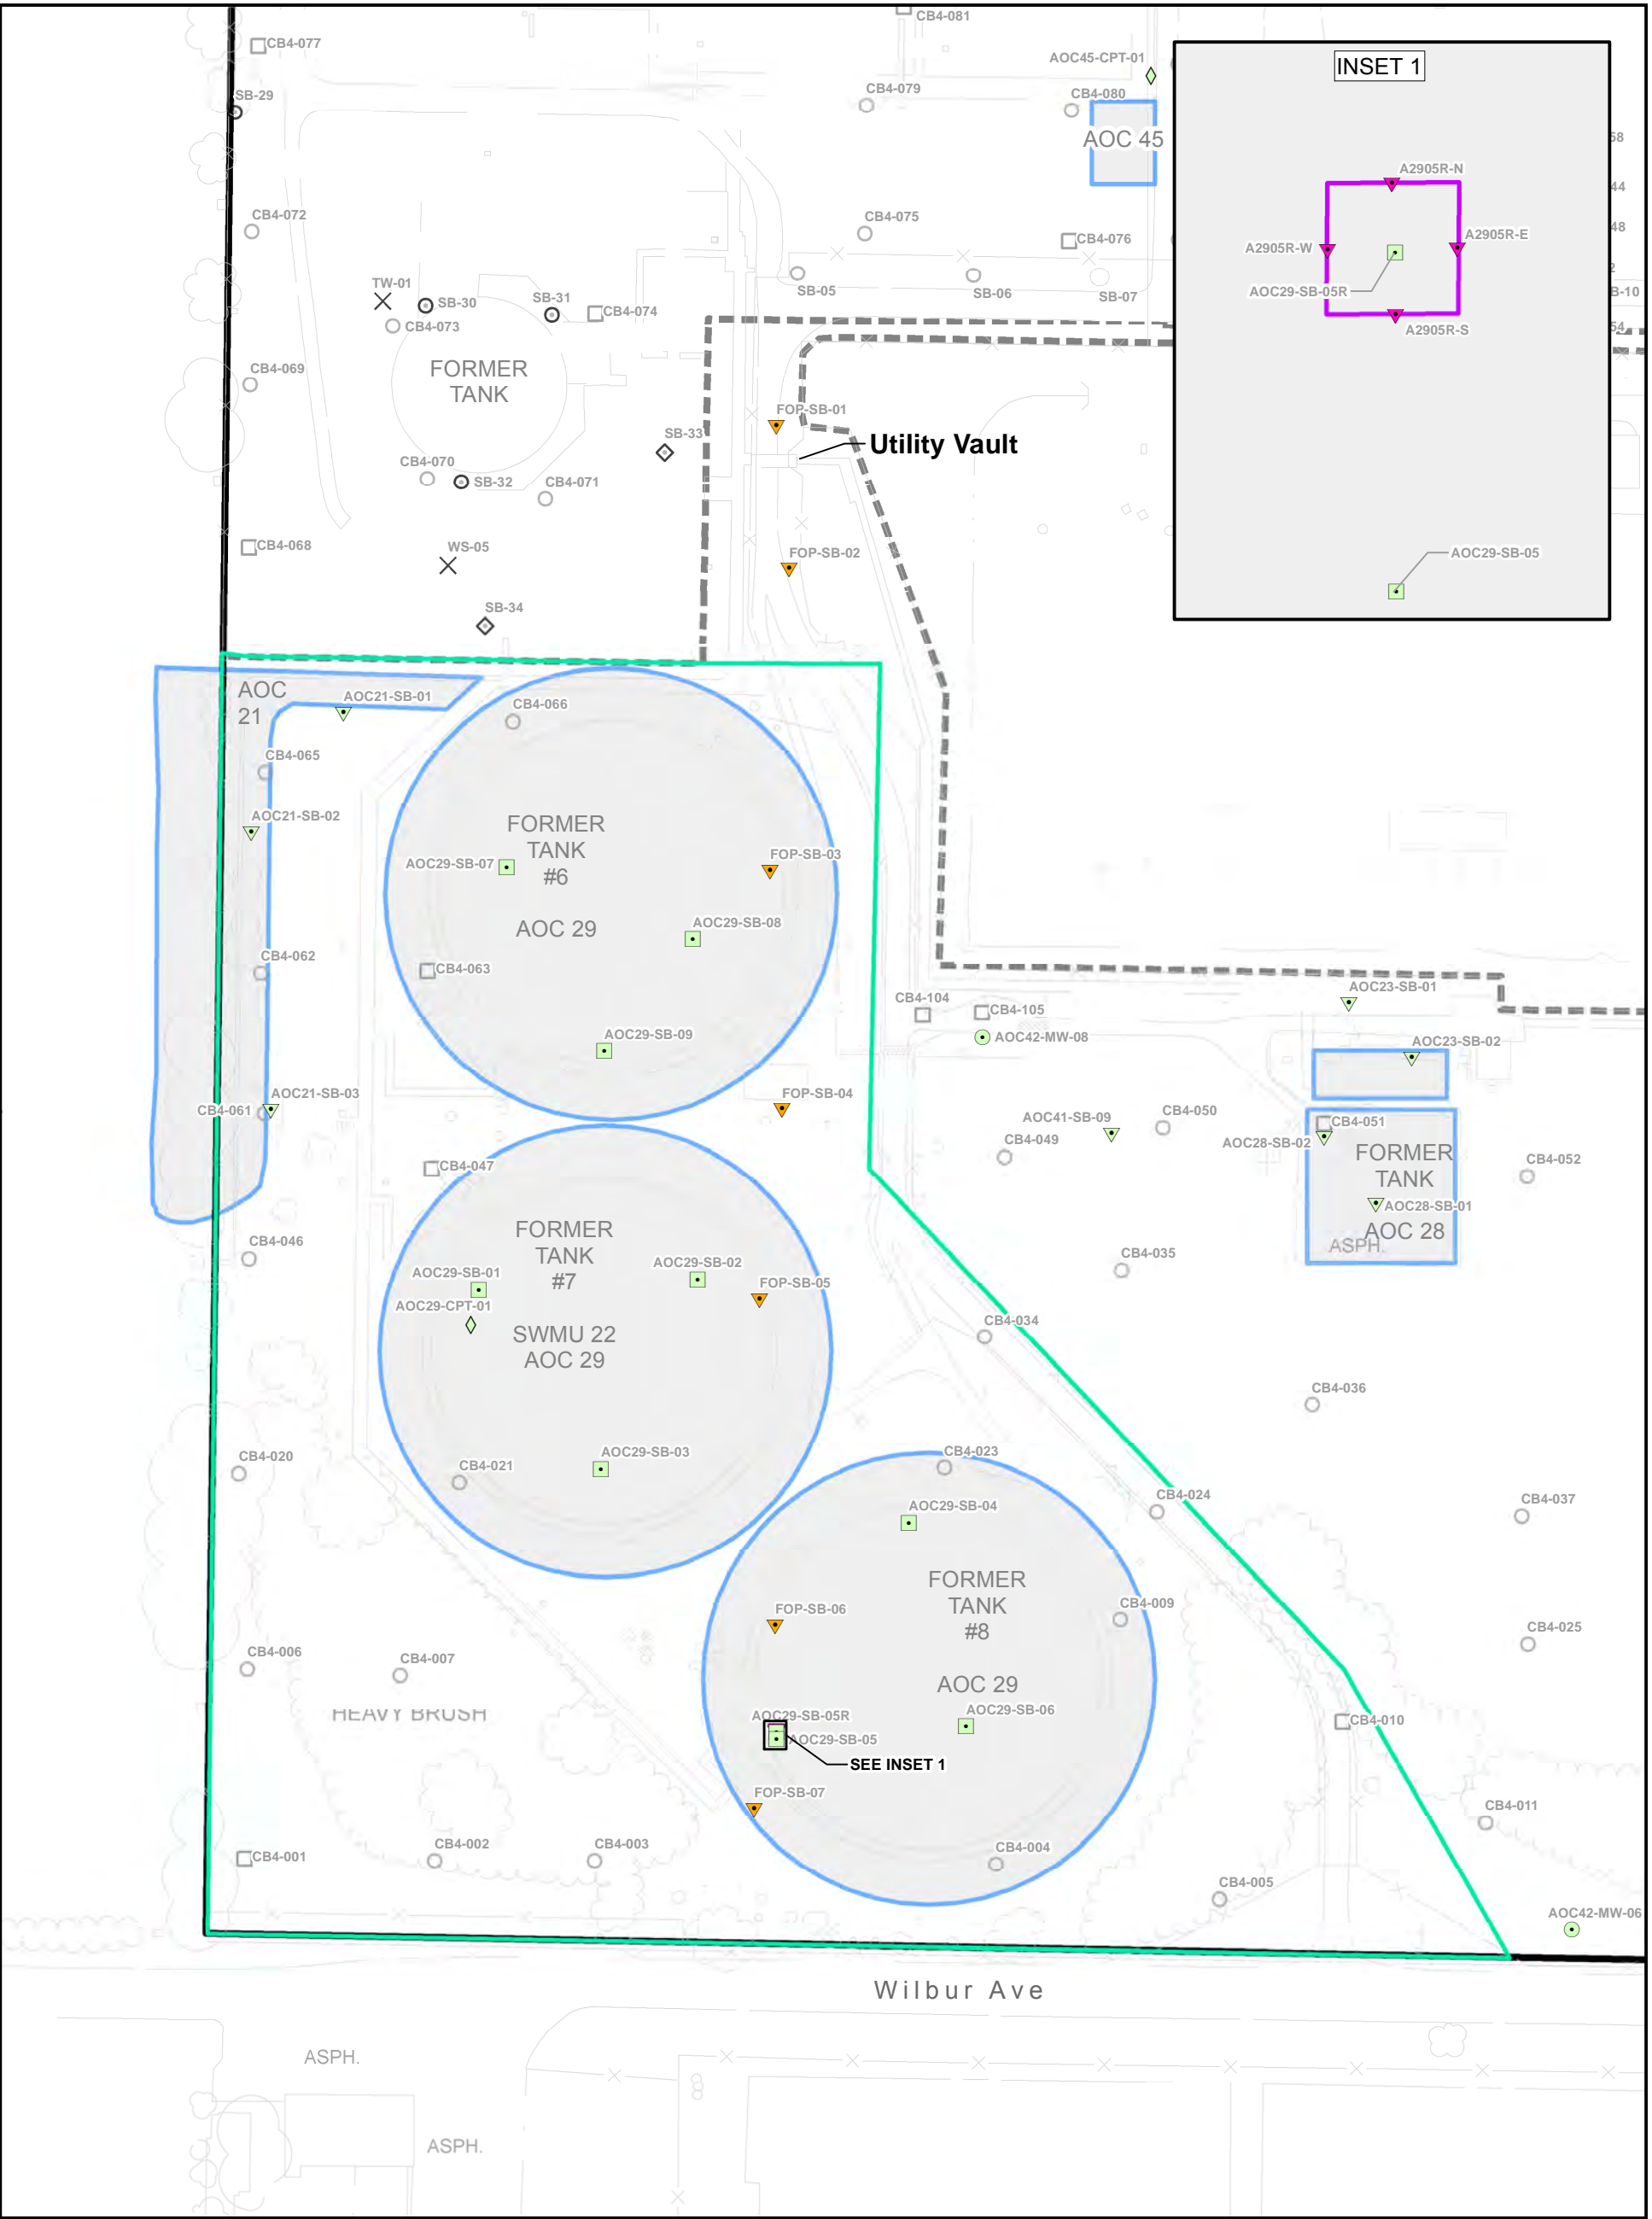 CB4-081
CB4-077
INSET 1
AOC45-CPT-01
CB4-079
CB4-080
SB-29
AOC 45
58
A2905R-N
44
CB4-072
CB4-075
48
CB4-076
A2905R-E
A2905R-W
2
TW-01
SB-05
SB-06
SB-07
AOC29-SB-05R
B-10
SB-30
SB-31
CB4-074
CB4-073
54
A2905R-S
CB4-069
FORMER
TANK
FOP-SB-01
SB-33
Utility Vault
CB4-070
SB-32
CB4-071
CB4-068
WS-05
FOP-SB-02
AOC29-SB-05
SB-34
AOC
21
AOC21-SB-01
CB4-066
CB4-065
AOC21-SB-02
FORMER
TANK
#6
AOC29-SB-07
FOP-SB-03
AOC 29
AOC29-SB-08
CB4-062
CB4-063
AOC23-SB-01
CB4-104
CB4-105
AOC29-SB-09
AOC42-MW-08
AOC23-SB-02
AOC21-SB-03
CB4-061
FOP-SB-04
AOC41-SB-09
CB4-050
CB4-051
CB4-049
AOC28-SB-02
FORMER
TANK
CB4-047
CB4-052
AOC28-SB-01
AOC 28
ASPH.
CB4-046
FORMER
TANK
#7
CB4-035
AOC29-SB-01
AOC29-SB-02
FOP-SB-05
AOC29-CPT-01
SWMU 22
AOC 29
CB4-034
CB4-036
CB4-020
CB4-021
AOC29-SB-03
CB4-023
CB4-024
CB4-037
AOC29-SB-04
FORMER
TANK
#8
FOP-SB-06
CB4-009
CB4-025
CB4-006
CB4-007
AOC 29
HEAVY BRUSH
AOC29-SB-05R
AOC29-SB-06
CB4-010
AOC29-SB-05
SEE INSET 1
FOP-SB-07
CB4-011
CB4-001
CB4-002
CB4-003
CB4-004
CB4-005
AOC42-MW-06
Wilbur Ave
ASPH.
ASPH.